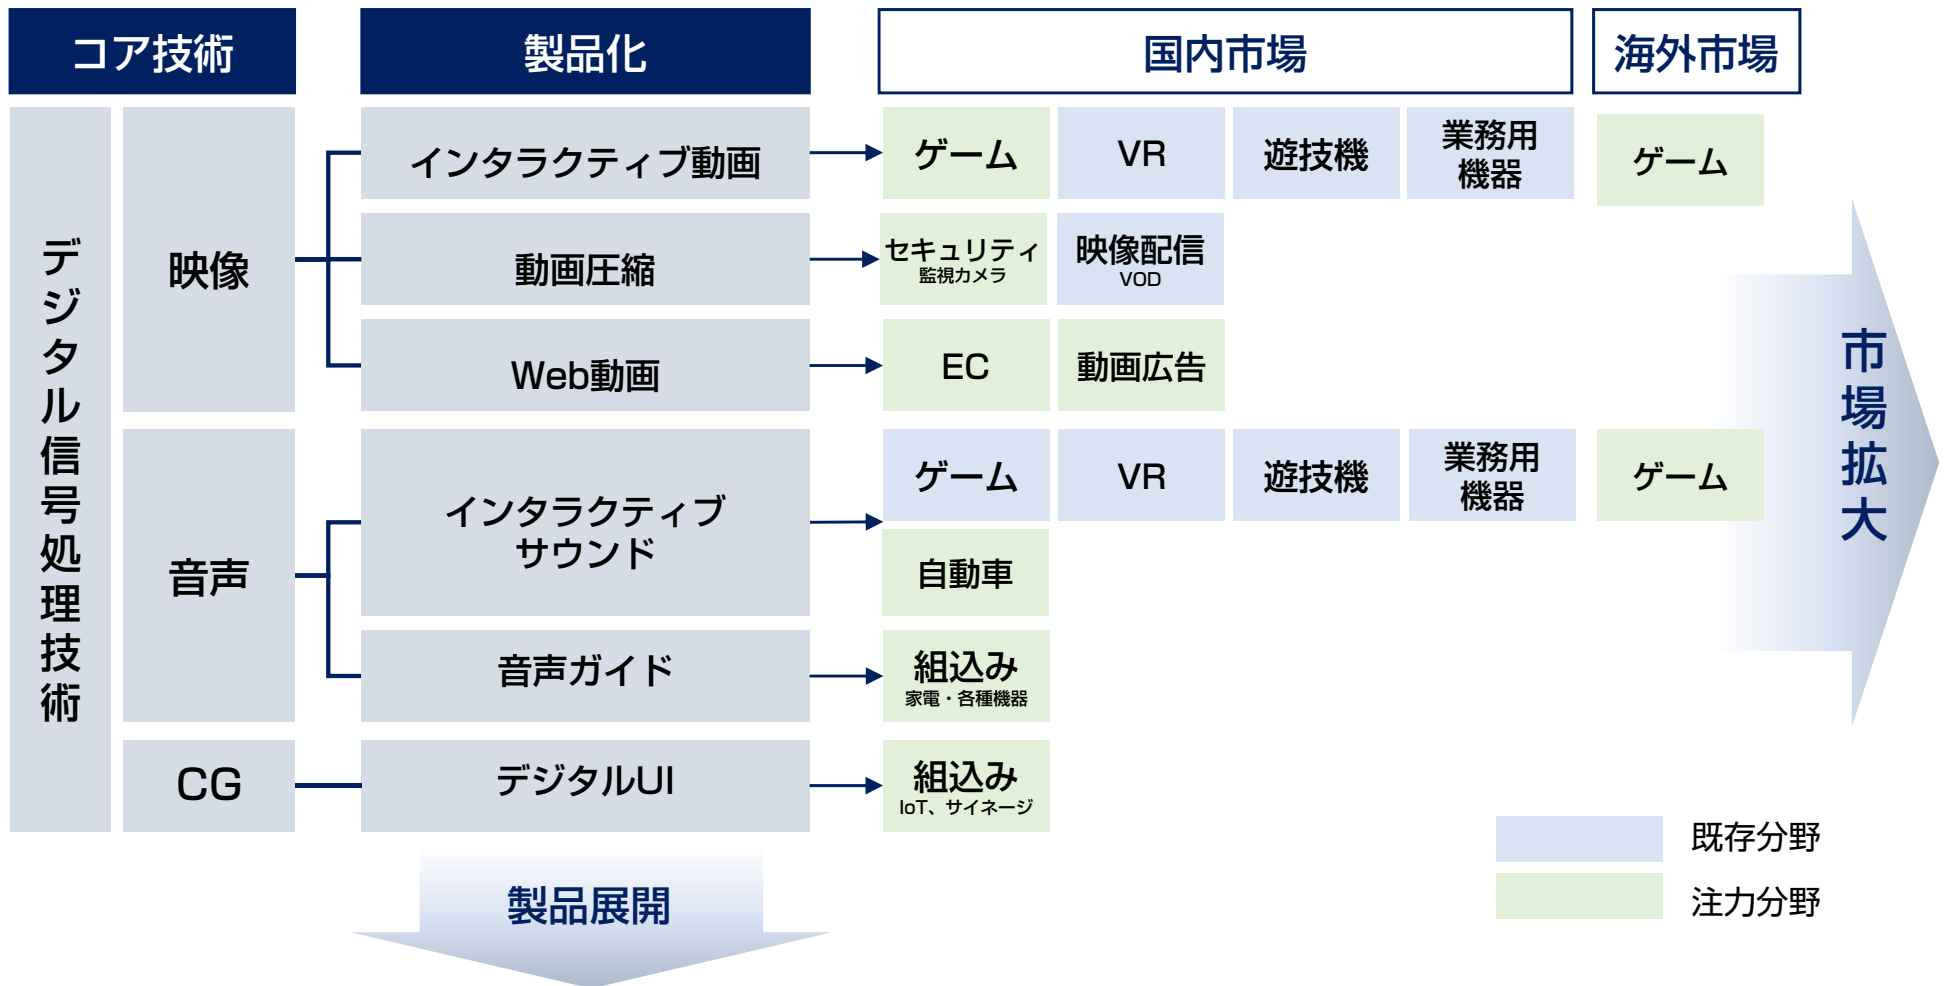 コア技術
製品化
国内市場
海外市場
デジタル信号処理技術
映像
インタラクティブ動画
ゲーム
VR
遊技機
業務用
機器
ゲーム
動画圧縮
セキュリティ
監視カメラ
映像配信
VOD
Web動画
EC
動画広告
音声
インタラクティブ
サウンド
ゲーム
VR
遊技機
業務用
機器
ゲーム
自動車
音声ガイド
組込み
家電・各種機器
CG
デジタルUI
組込み
IoT、サイネージ
市場拡大
製品展開
既存分野
注力分野